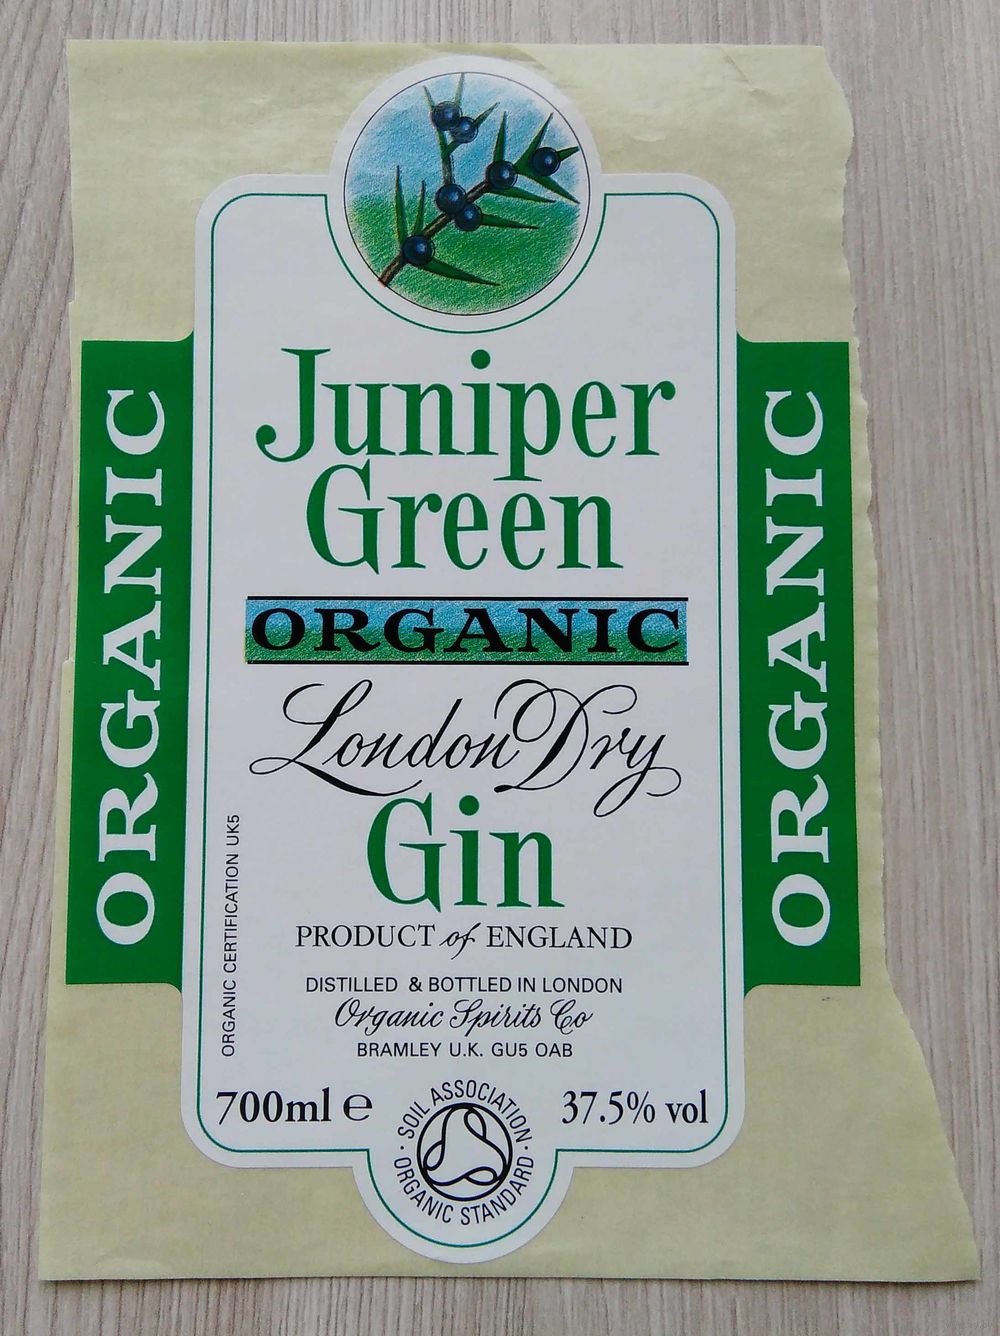 Juniper
Green
ORGANIC
London Dry
Gin
PRODUCT of ENGLAND
DISTILLED & BOTTLED IN LONDON
Organic Spirits Co
BRAMLEY U.K. GU5 OAB
700ml ℮
37.5% vol
SOIL ASSOCIATION
ORGANIC STANDARD
ORGANIC CERTIFICATION UK5
ORGANIC
ORGANIC